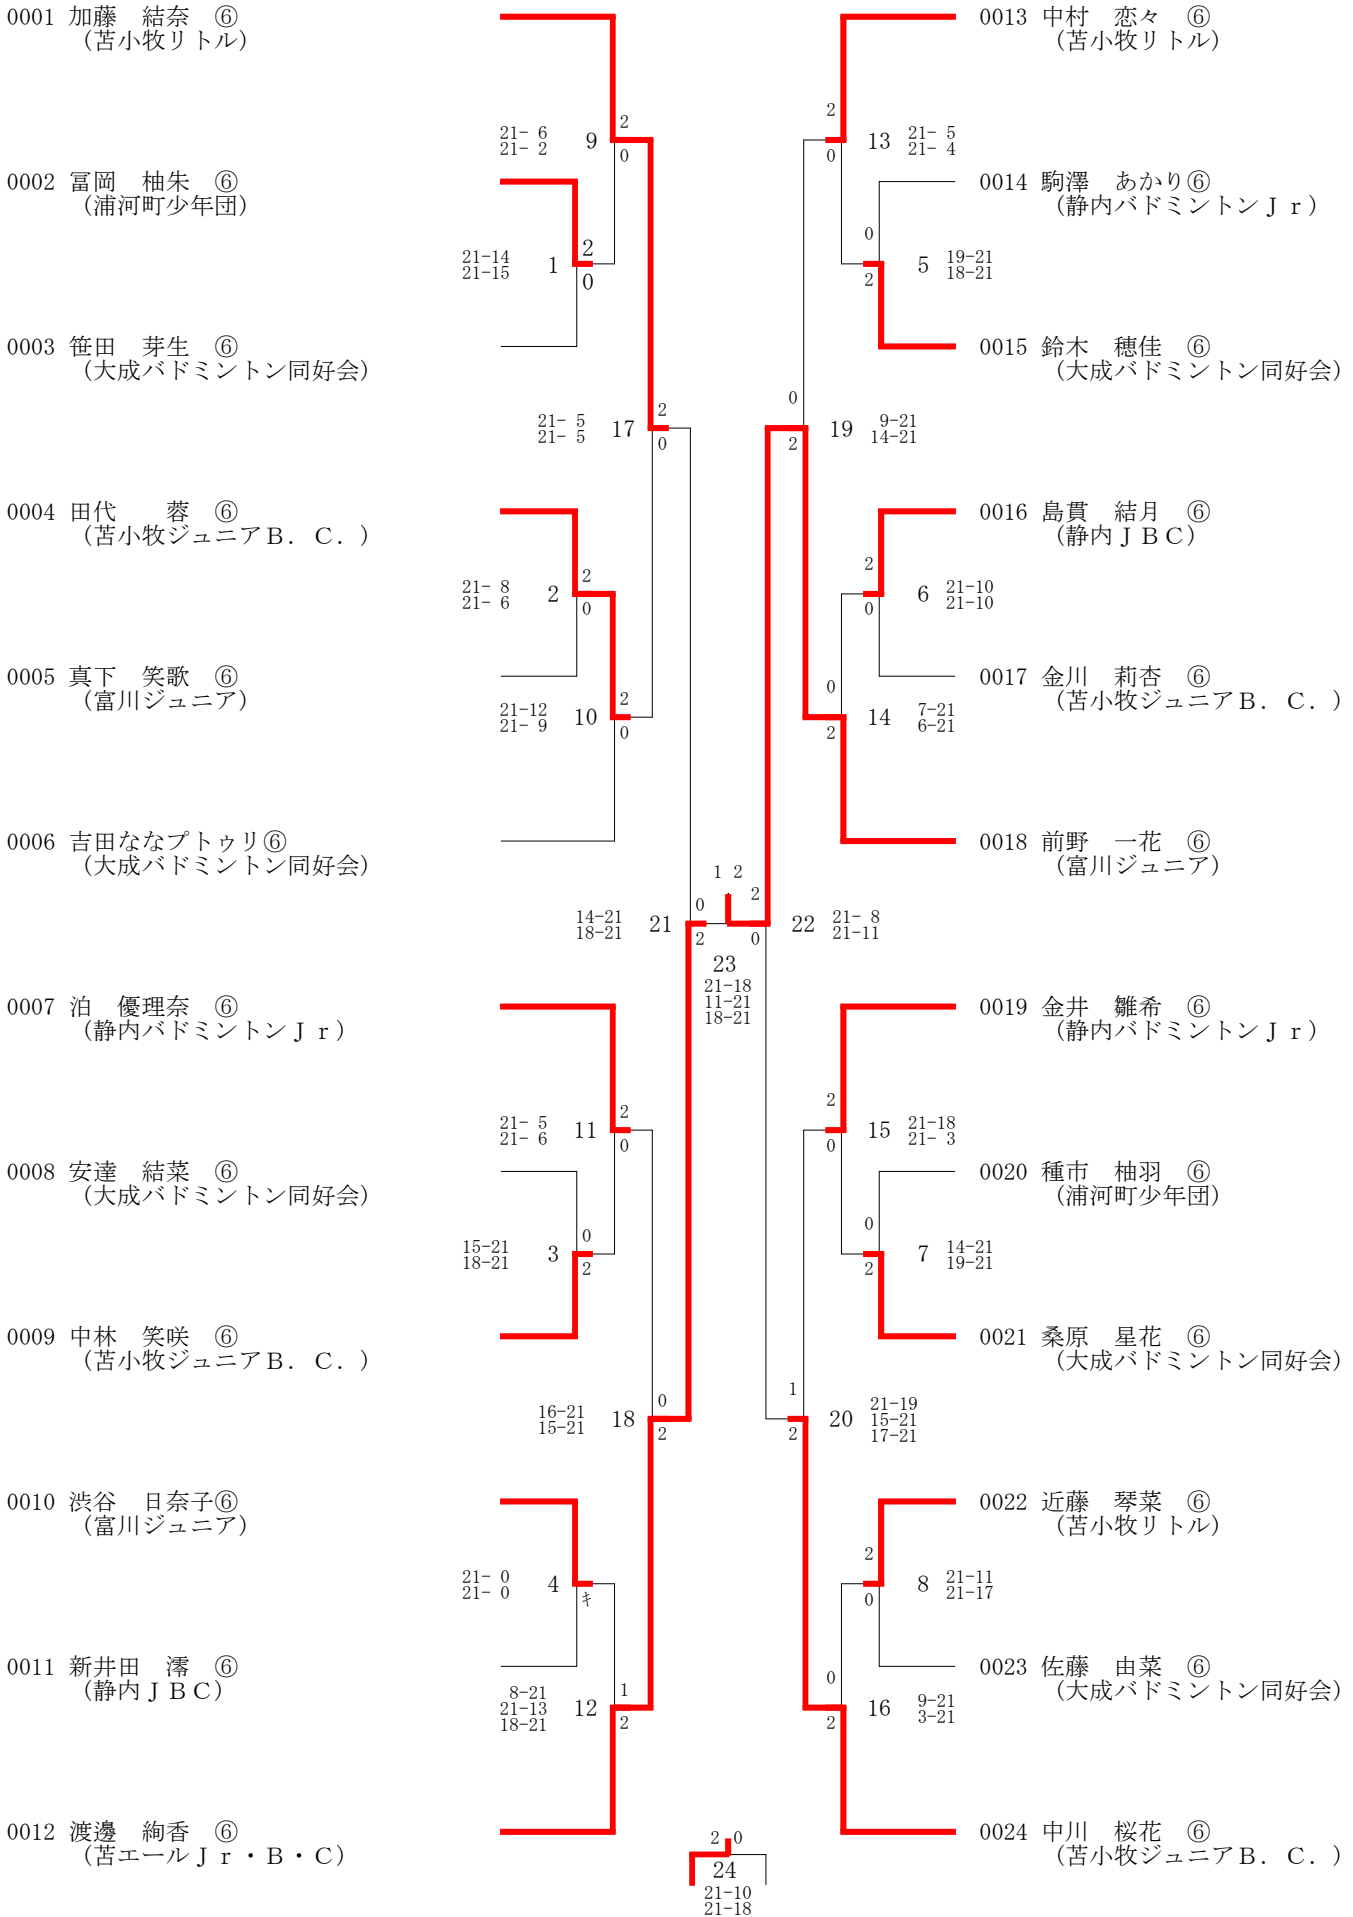 0001 加藤　結奈　⑥
（苫小牧リトル）
21- 6
21- 2
9
2
0
0002 冨岡　柚朱　⑥
（浦河町少年団）
21-14
21-15
1
2
0
0003 笹田　芽生　⑥
（大成バドミントン同好会）
21- 5
21- 5
17
2
0
0004 田代　　蓉　⑥
（苫小牧ジュニアＢ．Ｃ．）
21- 8
21- 6
2
2
0
0005 真下　笑歌　⑥
（富川ジュニア）
21-12
21- 9
10
2
0
0006 吉田ななプトゥリ⑥
（大成バドミントン同好会）
14-21
18-21
21
0
2
0007 泊　優理奈　⑥
（静内バドミントンＪｒ）
21- 5
21- 6
11
2
0
0008 安達　結菜　⑥
（大成バドミントン同好会）
15-21
18-21
3
0
2
0009 中林　笑咲　⑥
（苫小牧ジュニアＢ．Ｃ．）
16-21
15-21
18
0
2
0010 渋谷　日奈子⑥
（富川ジュニア）
21- 0
21- 0
4
ｷ
0011 新井田　澪　⑥
（静内ＪＢＣ）
8-21
21-13
18-21
12
1
2
0012 渡邊　絢香　⑥
（苫エールＪｒ・Ｂ・Ｃ）
1 2
23
21-18
11-21
18-21
2 0
24
21-10
21-18
0013 中村　恋々　⑥
（苫小牧リトル）
2
0
13
21- 5
21- 4
0014 駒澤　あかり⑥
（静内バドミントンＪｒ）
0
2
5
19-21
18-21
0015 鈴木　穂佳　⑥
（大成バドミントン同好会）
0
2
19
9-21
14-21
0016 島貫　結月　⑥
（静内ＪＢＣ）
2
0
6
21-10
21-10
0017 金川　莉杏　⑥
（苫小牧ジュニアＢ．Ｃ．）
0
2
14
7-21
6-21
0018 前野　一花　⑥
（富川ジュニア）
2
0
22
21- 8
21-11
0019 金井　雛希　⑥
（静内バドミントンＪｒ）
2
0
15
21-18
21- 3
0020 種市　柚羽　⑥
（浦河町少年団）
0
2
7
14-21
19-21
0021 桑原　星花　⑥
（大成バドミントン同好会）
1
2
20
21-19
15-21
17-21
0022 近藤　琴菜　⑥
（苫小牧リトル）
2
0
8
21-11
21-17
0023 佐藤　由菜　⑥
（大成バドミントン同好会）
0
2
16
9-21
3-21
0024 中川　桜花　⑥
（苫小牧ジュニアＢ．Ｃ．）